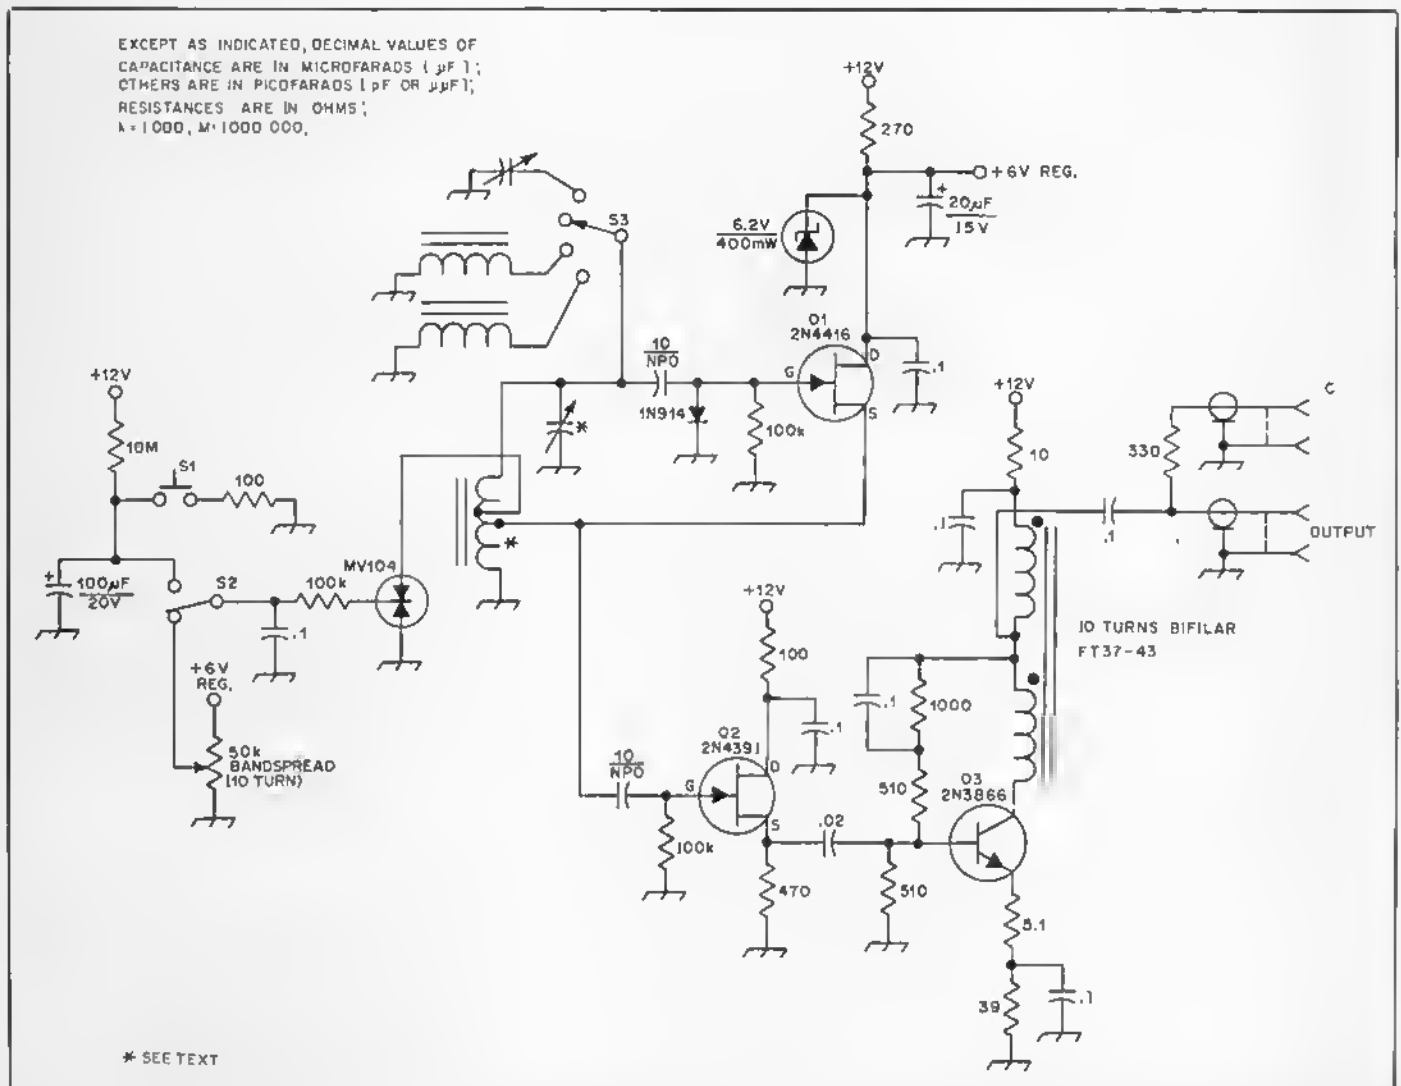 EXCEPT AS INDICATED, DECIMAL VALUES OF
CAPACITANCE ARE IN MICROFARADS ( µF );
OTHERS ARE IN PICOFARADS ( pF OR µµF);
RESISTANCES ARE IN OHMS;
k=1000, M=1000 000,
+12V
270
+6V REG.
+
20µF
15V
6.2V
400mW
S3
Q1
2N4416
D
G
S
.1
10
NPO
1N914
100k
*
+12V
10M
S1
100
+
100µF
20V
S2
100k
.1
MV104
*
+6V
REG.
50k
BANDSPREAD
(10 TURN)
+12V
10
.1
330
C
.1
OUTPUT
10 TURNS BIFILAR
FT37-43
+12V
100
.1
Q2
2N4391
D
G
S
10
NPO
100k
470
.02
.1
1000
510
510
Q3
2N3866
5.1
39
.1
* SEE TEXT